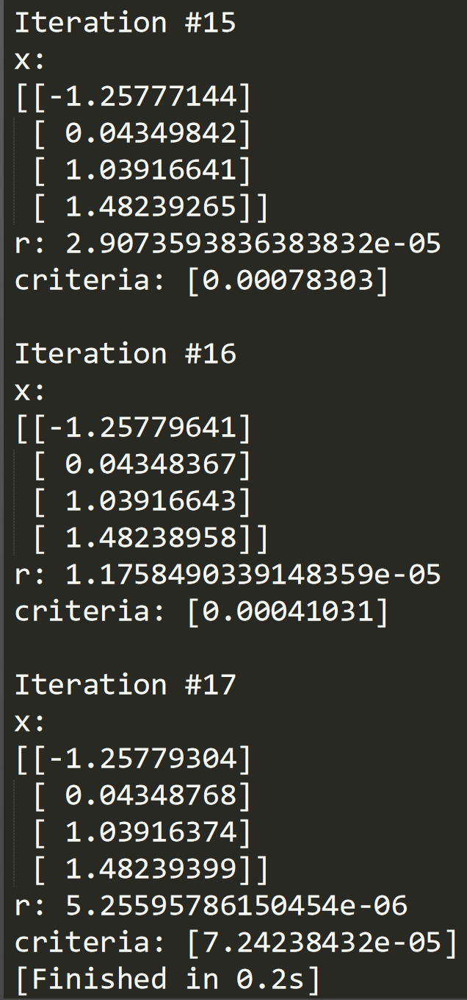 Iteration #15
x:
[[-1.25777144]
 [ 0.04349842]
 [ 1.03916641]
 [ 1.48239265]]
r: 2.9073593836383832e-05
criteria: [0.00078303]

Iteration #16
x:
[[-1.25779641]
 [ 0.04348367]
 [ 1.03916643]
 [ 1.48238958]]
r: 1.1758490339148359e-05
criteria: [0.00041031]

Iteration #17
x:
[[-1.25779304]
 [ 0.04348768]
 [ 1.03916374]
 [ 1.48239399]]
r: 5.25595786150454e-06
criteria: [7.24238432e-05]
[Finished in 0.2s]